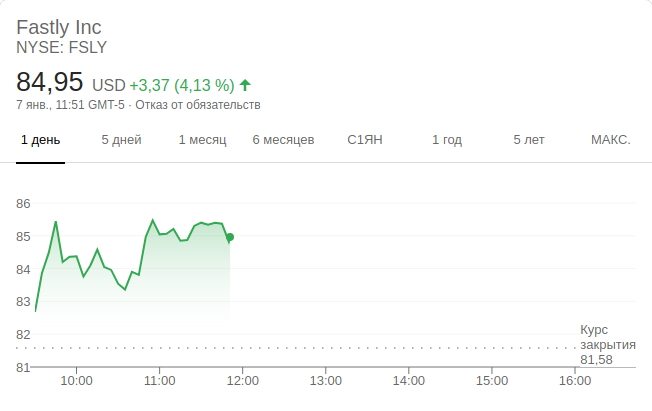 Fastly Inc
NYSE: FSLY
84,95 USD +3,37 (4,13 %)
7 янв., 11:51 GMT-5 · Отказ от обязательств
1 день 5 дней 1 месяц 6 месяцев С1ЯН 1 год 5 лет МАКС.
86
85
84
83
82
Курс
закрытия
81,58
81
10:00 11:00 12:00 13:00 14:00 15:00 16:00